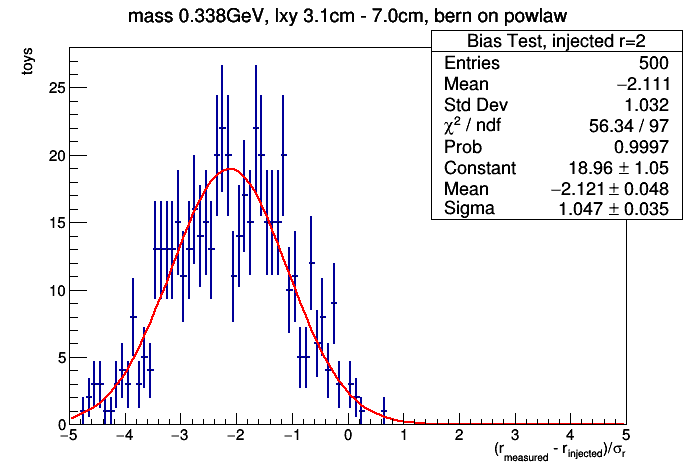 mass 0.338GeV, lxy 3.1cm - 7.0cm, bern on powlaw
toys
Bias Test, injected r=2
Entries 500
Mean −2.111
Std Dev 1.032
χ² / ndf 56.34 / 97
Prob 0.9997
Constant 18.96 ± 1.05
Mean −2.121 ± 0.048
Sigma 1.047 ± 0.035
25
20
15
10
5
0
−5 −4 −3 −2 −1 0 1 2 3 4 5
(r_measured - r_injected)/σ_r